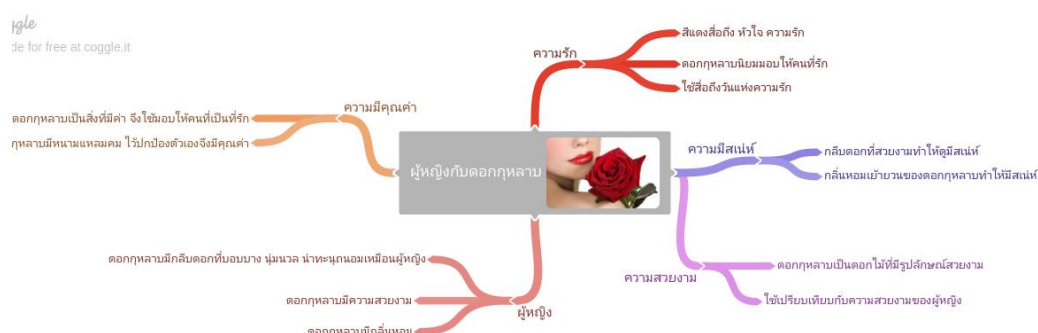 de for free at coggle.it
ความรัก
สีแดงสื่อถึง หัวใจ ความรัก
ดอกกุหลาบนิยมมอบให้คนที่รัก
ใช้สื่อถึงวันแห่งความรัก
ความมีคุณค่า
ดอกกุหลาบเป็นสิ่งที่มีค่า จึงใช้มอบให้คนที่เป็นที่รัก
กุหลาบมีหนามแหลมคม ไว้ปกป้องตัวเองจึงมีคุณค่า
ผู้หญิงกับดอกกุหลาบ
ความมีสเน่ห์
กลีบดอกที่สวยงามทำให้ดูมีสเน่ห์
กลิ่นหอมเย้ายวนของดอกกุหลาบทำให้มีสเน่ห์
ความสวยงาม
ดอกกุหลาบเป็นดอกไม้ที่มีรูปลักษณ์สวยงาม
ใช้เปรียบเทียบกับความสวยงามของผู้หญิง
ผู้หญิง
ดอกกุหลาบมีกลีบดอกที่บอบบาง นุ่มนวล น่าทะนุถนอมเหมือนผู้หญิง
ดอกกุหลาบมีความสวยงาม
ดอกกุหลาบมีกลิ่นหอม